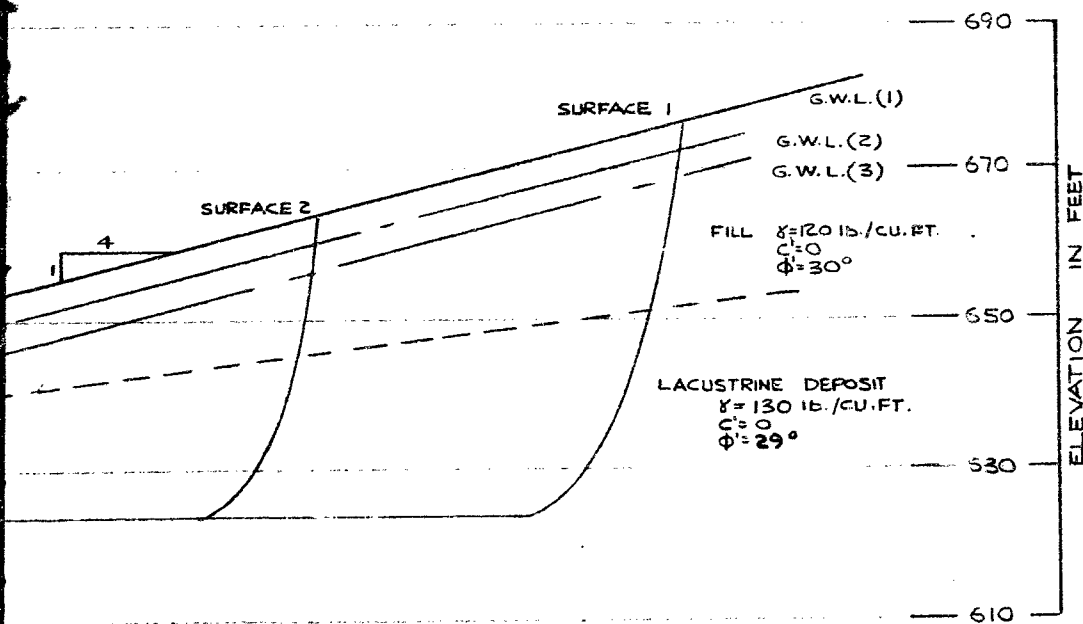 690
G.W.L.(1)
SURFACE 1
G.W.L.(2)
670
G.W.L.(3)
SURFACE 2
FILL γ=120 lb./CU.FT.
C'=0
Φ'=30°
4
1
650
LACUSTRINE DEPOSIT
γ=130 lb./CU.FT.
C'=0
Φ'=29°
630
610
ELEVATION IN FEET